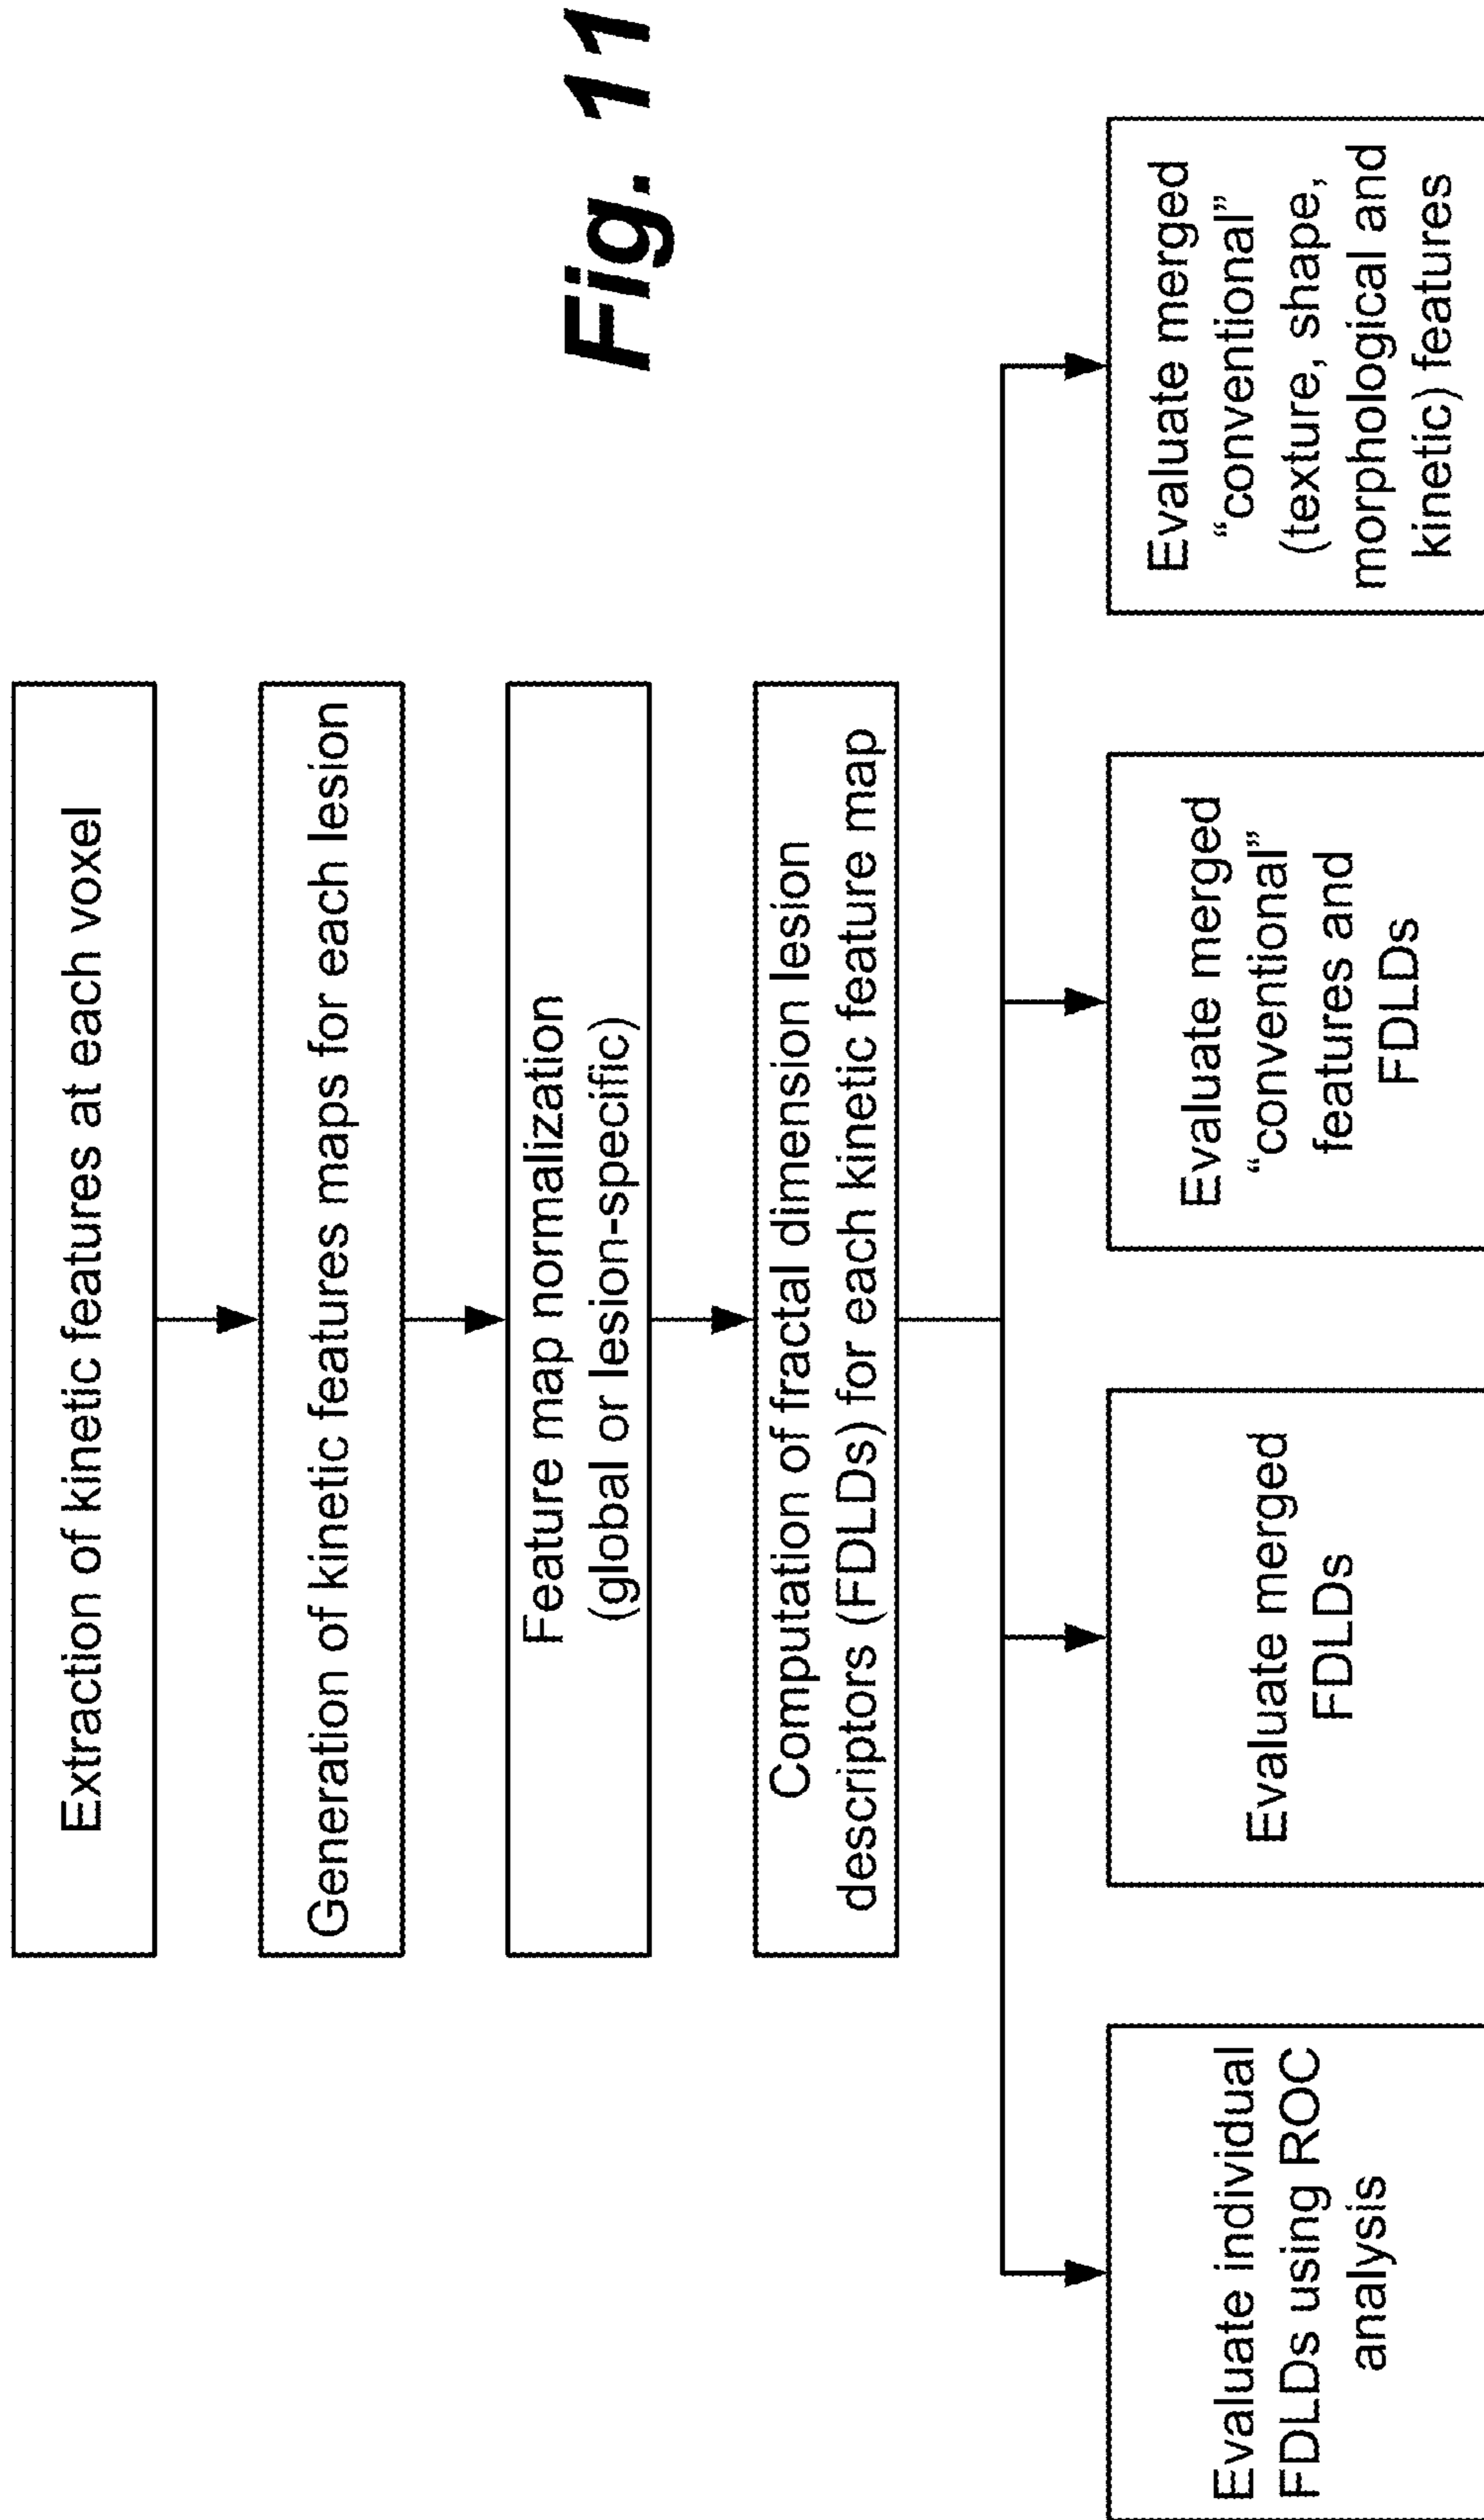 Extraction of kinetic features at each voxel
Generation of kinetic features maps for each lesion
Feature map normalization
(global or lesion-specific)
Computation of fractal dimension lesion
descriptors (FDLDs) for each kinetic feature map
Evaluate individual
FDLDs using ROC
analysis
Evaluate merged
FDLDs
Evaluate merged
“conventional”
features and
FDLDs
Evaluate merged
“conventional”
(texture, shape,
morphological and
kinetic) features
Fig. 11